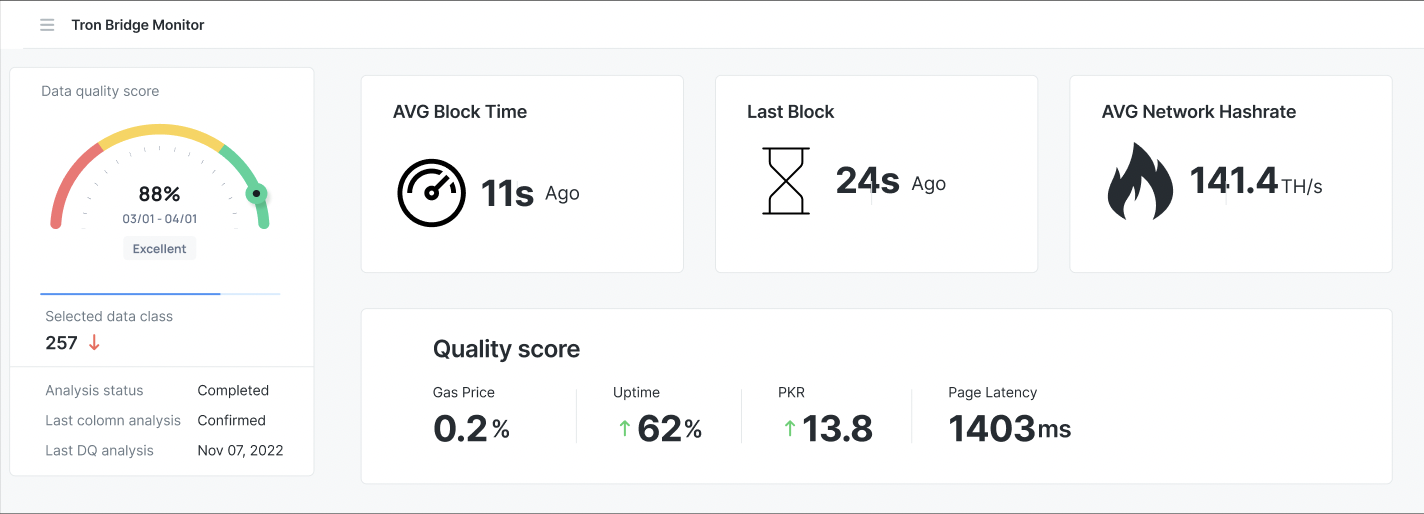 Tron Bridge Monitor
Data quality score
88%
03/01 - 04/01
Excellent
Selected data class
257
Analysis status Completed
Last colomn analysis Confirmed
Last DQ analysis Nov 07, 2022
AVG Block Time
11s Ago
Last Block
24s Ago
AVG Network Hashrate
141.4 TH/s
Quality score
Gas Price
0.2 %
Uptime
↑ 62%
PKR
↑ 13.8
Page Latency
1403 ms